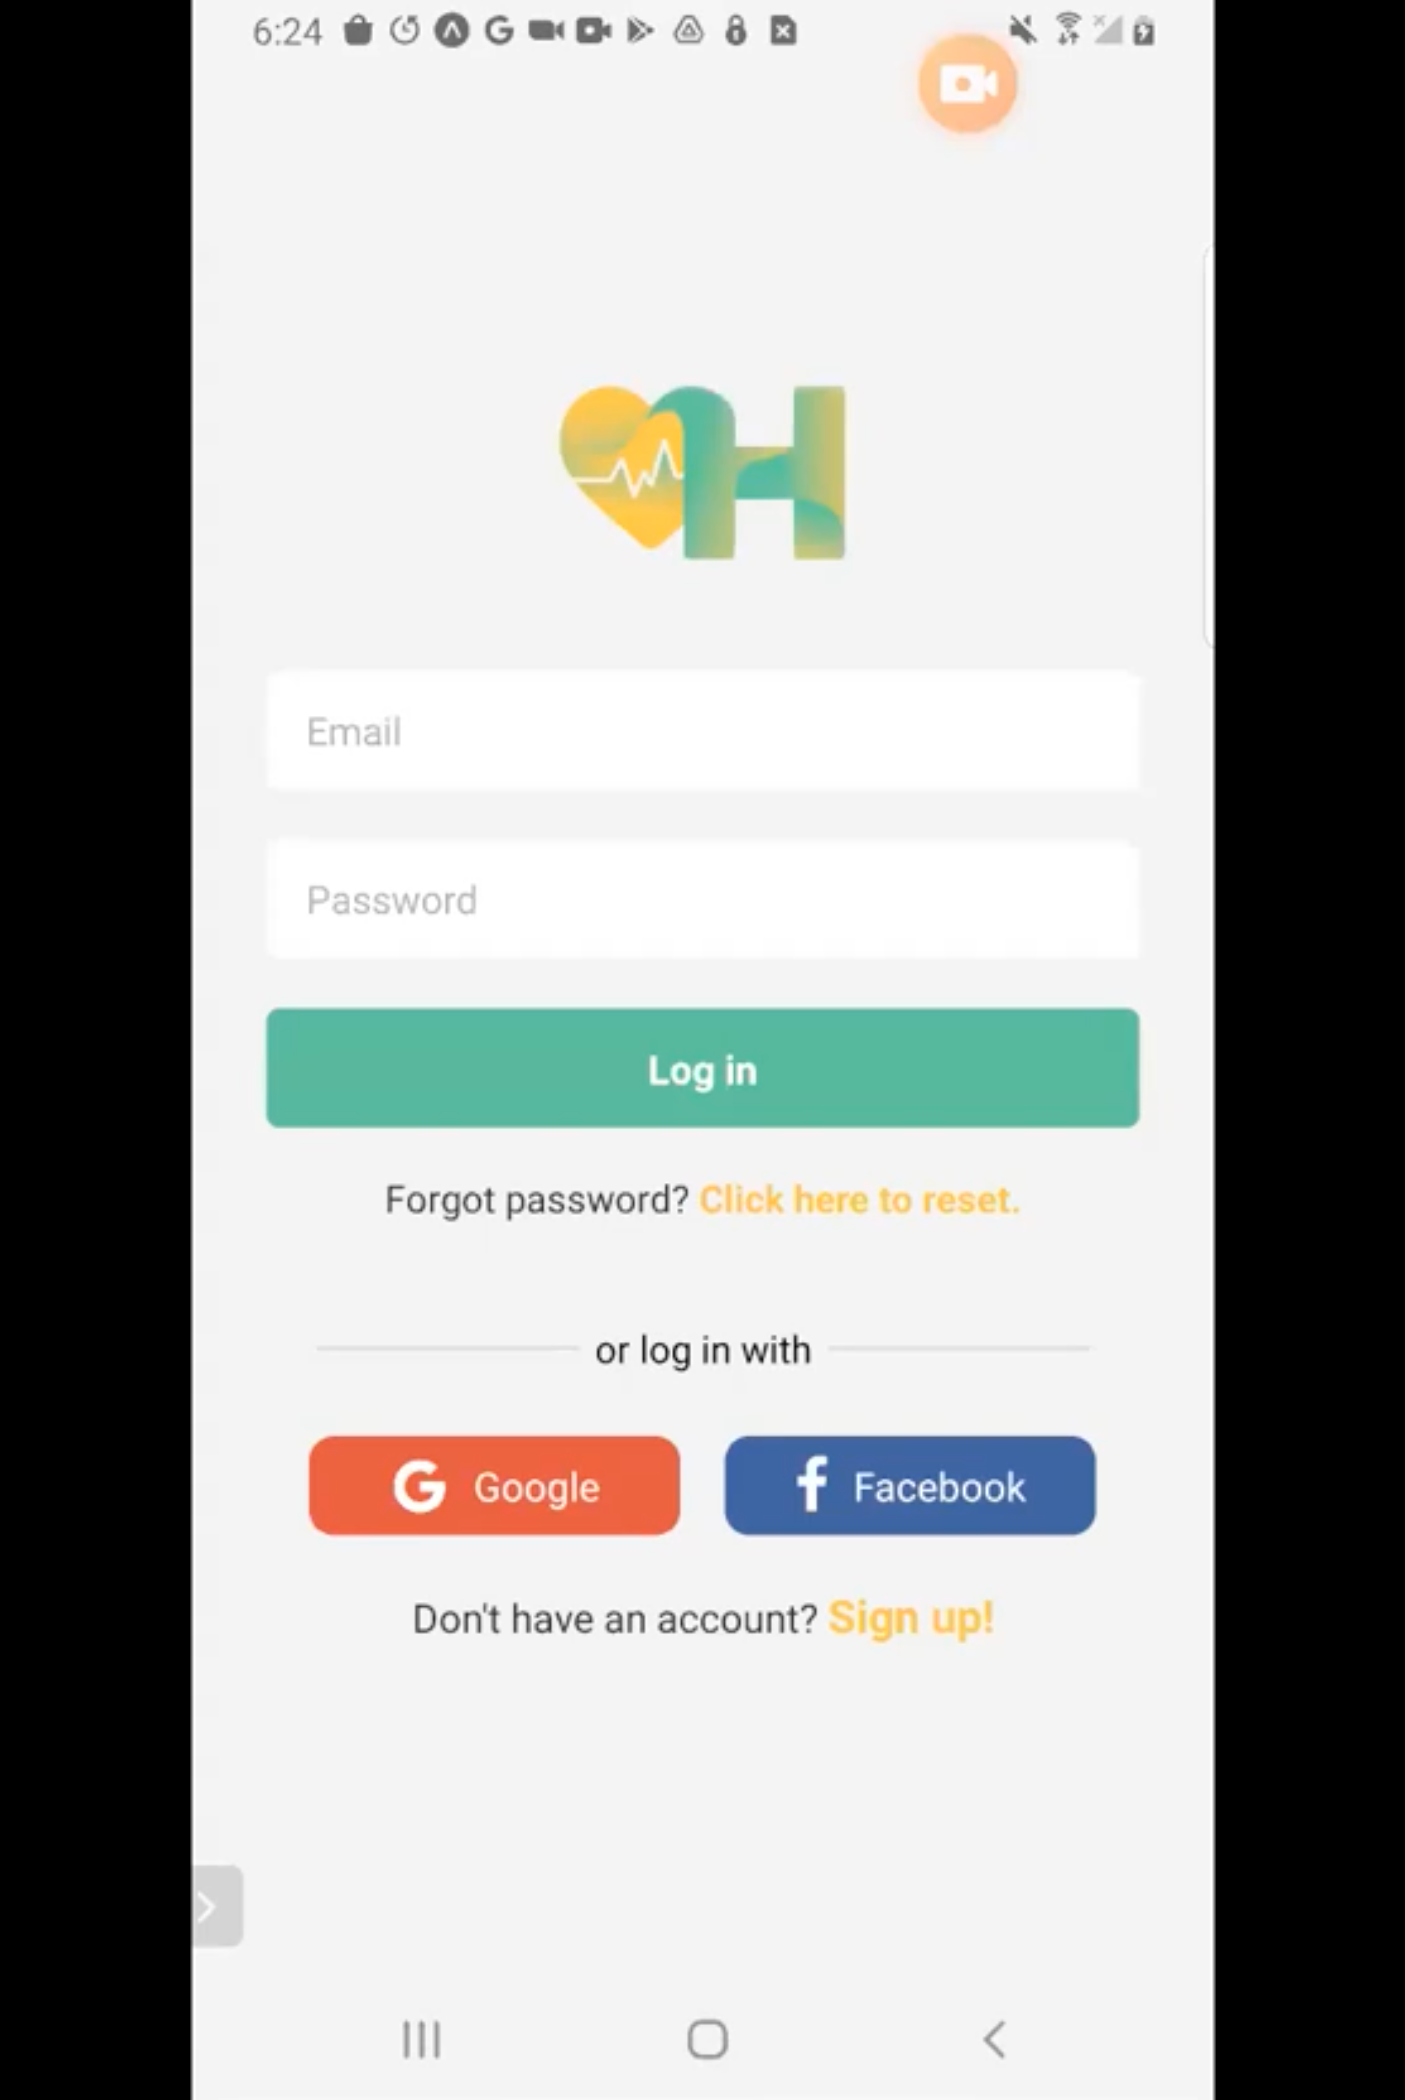 6:24
H
Email
Password
Log in
Forgot password? Click here to reset.
or log in with
Google
Facebook
Don't have an account? Sign up!